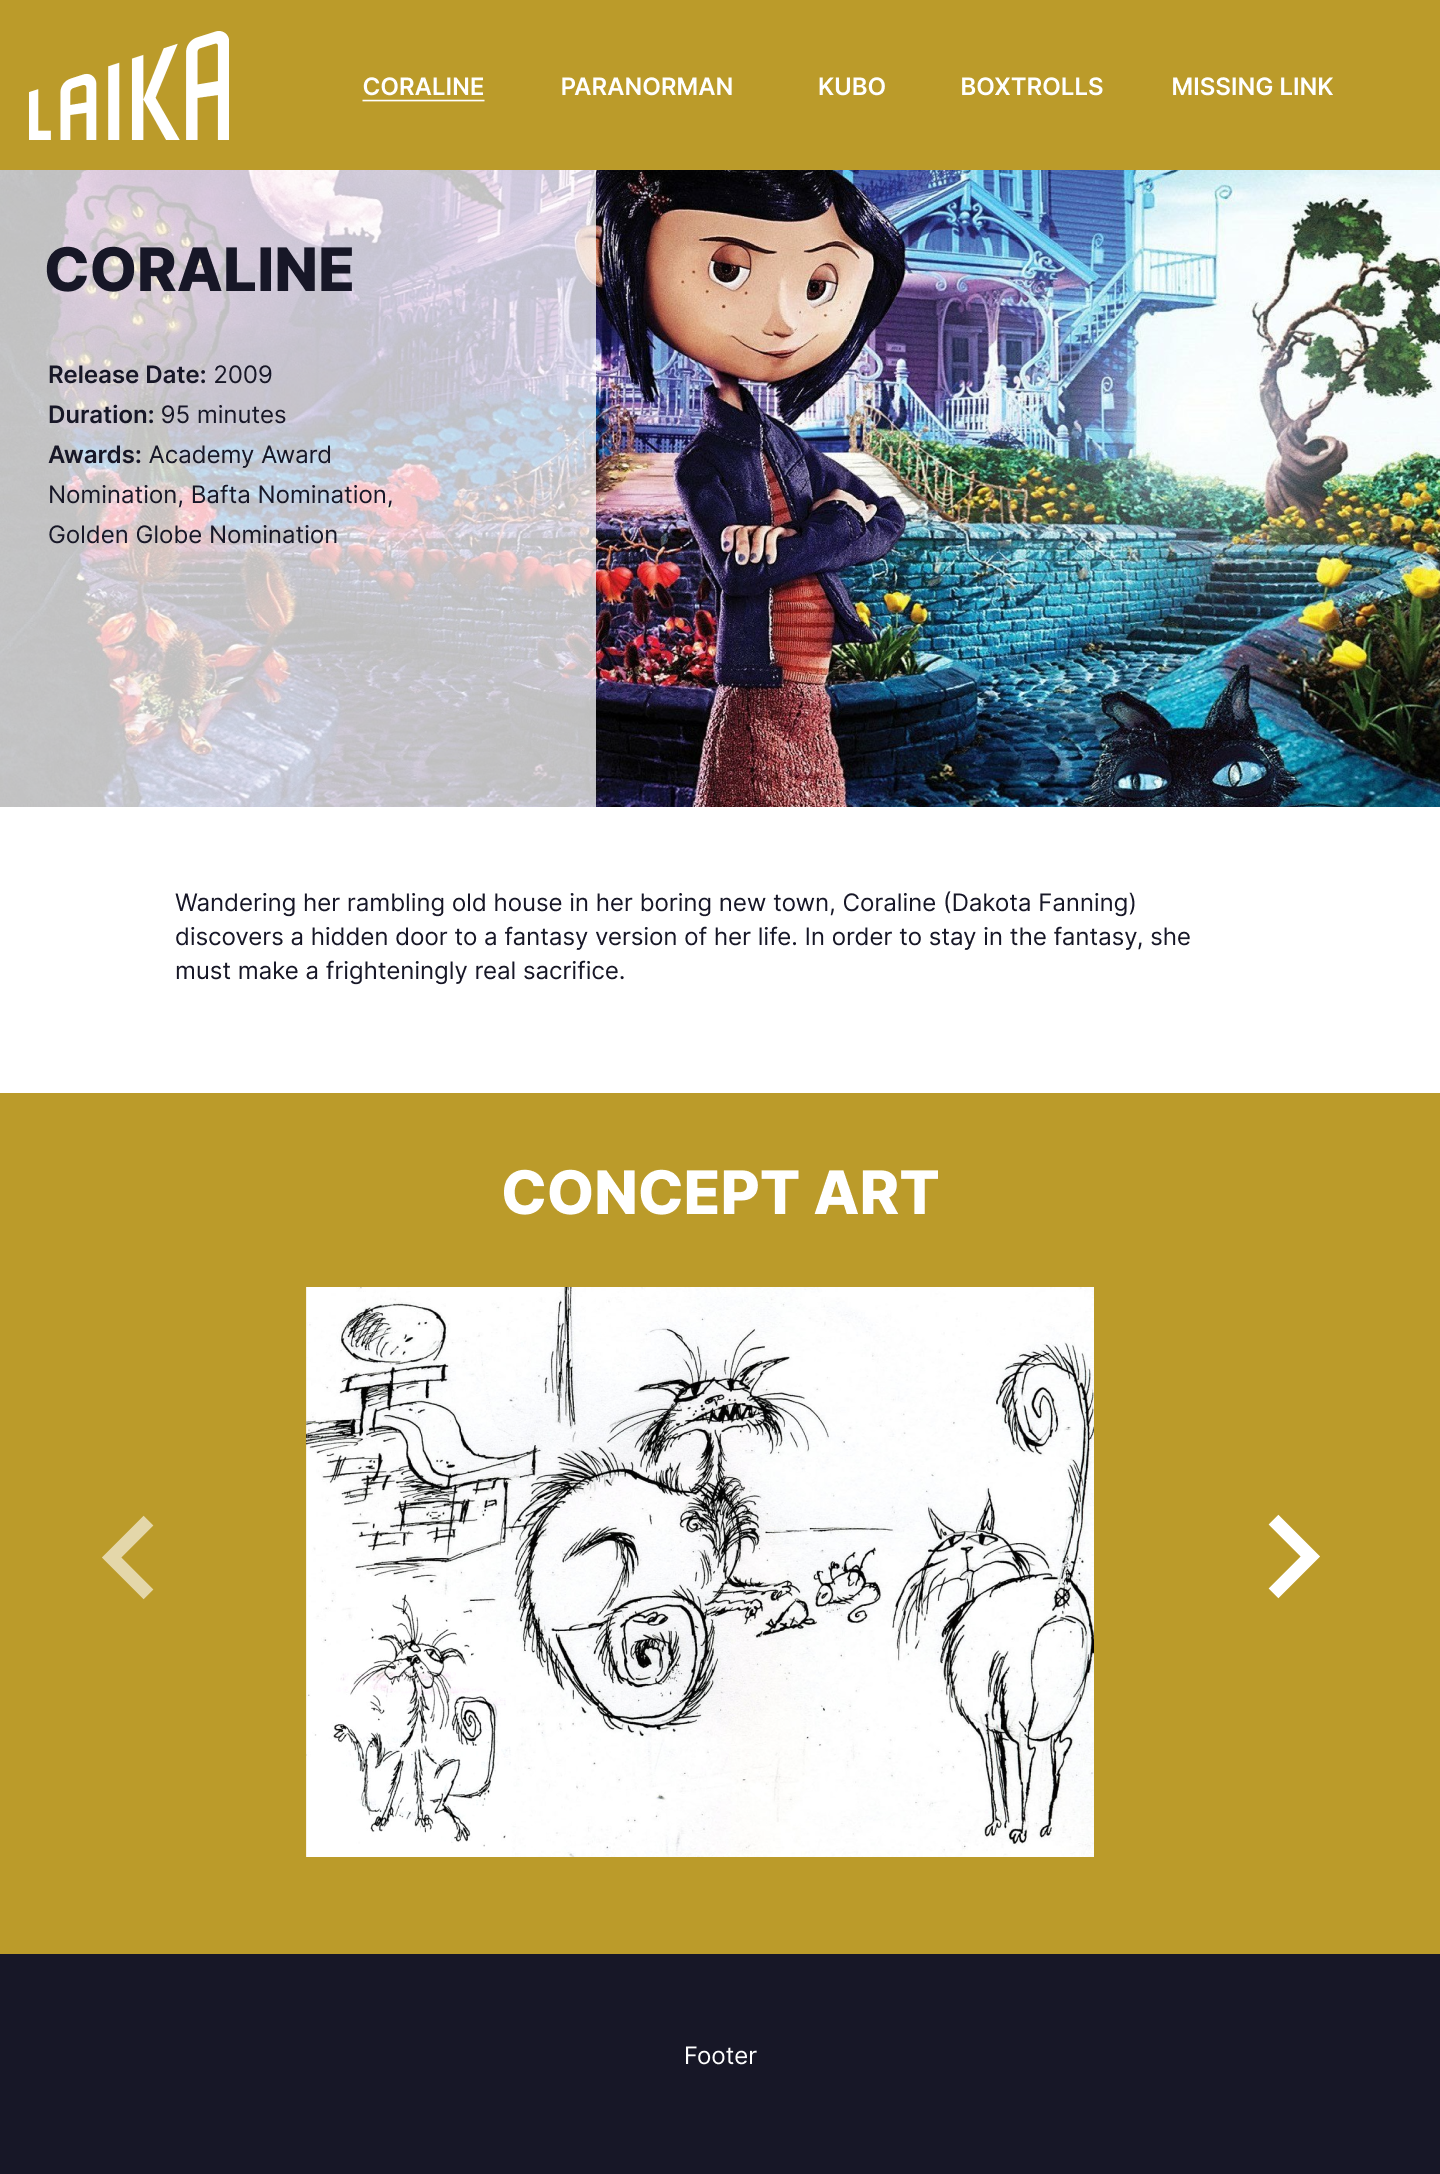 LAIKA
CORALINE PARANORMAN KUBO BOXTROLLS MISSING LINK
CORALINE
Release Date: 2009
Duration: 95 minutes
Awards: Academy Award
Nomination, Bafta Nomination,
Golden Globe Nomination
Wandering her rambling old house in her boring new town, Coraline (Dakota Fanning)
discovers a hidden door to a fantasy version of her life. In order to stay in the fantasy, she
must make a frighteningly real sacrifice.
CONCEPT ART
Footer